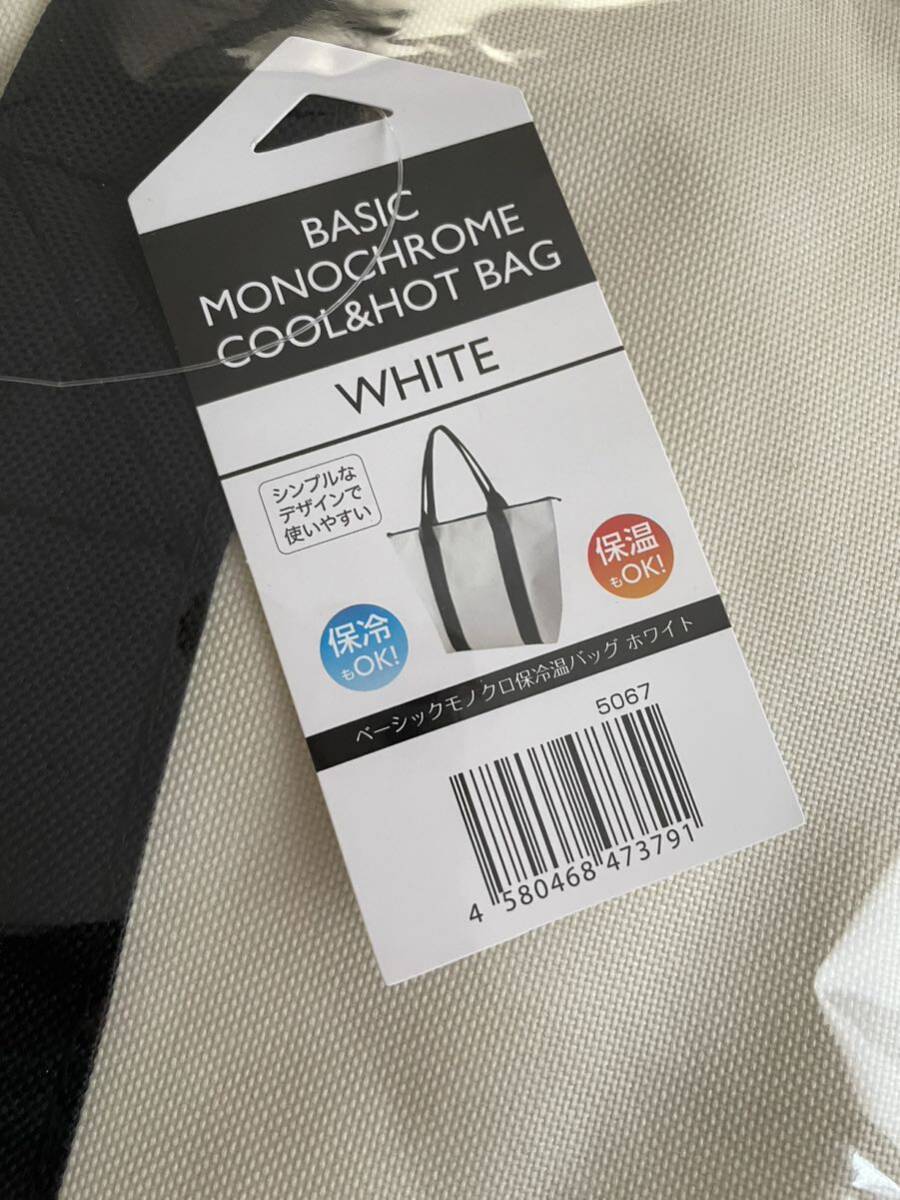 BASIC
MONOCHROME
COOL&HOT BAG
WHITE
シンプルな
デザインで
使いやすい
保温
もOK!
保冷
もOK!
ベーシックモノクロ保冷温バッグ ホワイト
5067
4 580468 473791